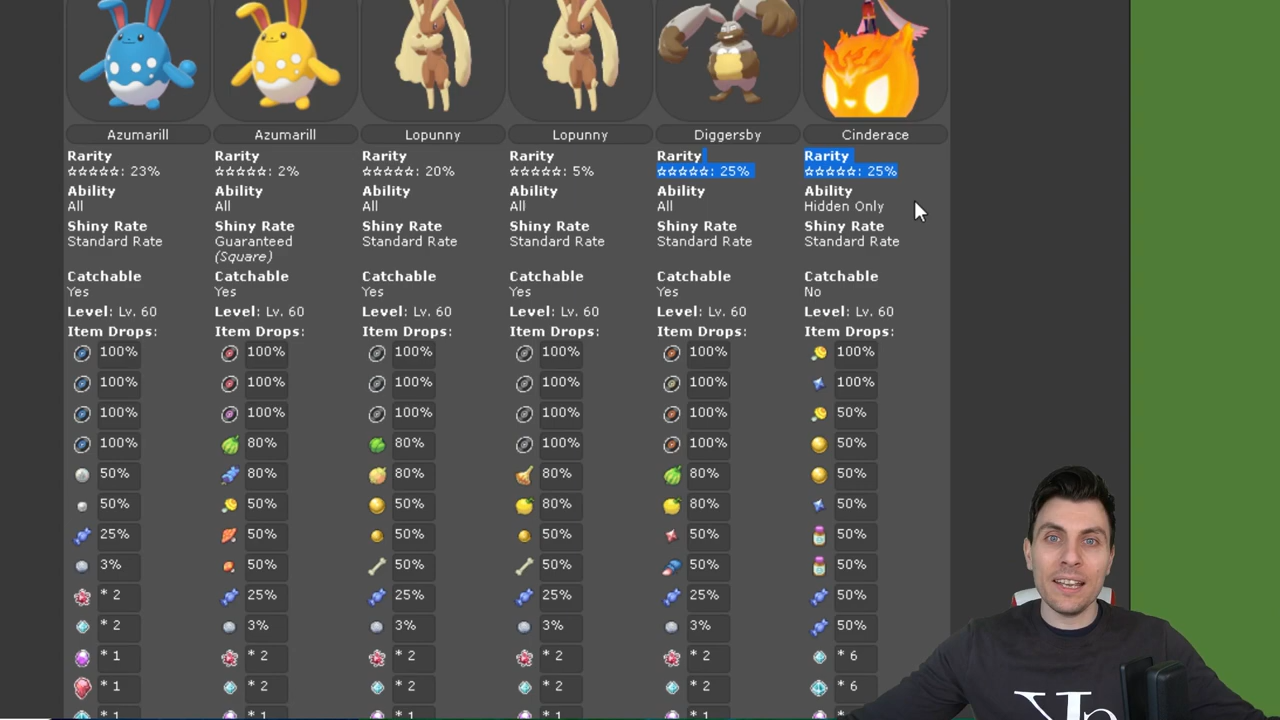 Azumarill Azumarill Lopunny Lopunny Diggersby Cinderace
Rarity Rarity Rarity Rarity Rarity Rarity
☆☆☆☆☆: 23% ☆☆☆☆☆: 2% ☆☆☆☆☆: 20% ☆☆☆☆☆: 5% ☆☆☆☆☆: 25% ☆☆☆☆☆: 25%
Ability Ability Ability Ability Ability Ability
All All All All All Hidden Only
Shiny Rate Shiny Rate Shiny Rate Shiny Rate Shiny Rate Shiny Rate
Standard Rate Guaranteed Standard Rate Standard Rate Standard Rate Standard Rate
(Square)
Catchable Catchable Catchable Catchable Catchable Catchable
Yes Yes Yes Yes Yes No
Level: Lv. 60 Level: Lv. 60 Level: Lv. 60 Level: Lv. 60 Level: Lv. 60 Level: Lv. 60
Item Drops: Item Drops: Item Drops: Item Drops: Item Drops: Item Drops:
100% 100% 100% 100% 100% 100%
100% 100% 100% 100% 100% 100%
100% 100% 100% 100% 100% 50%
100% 80% 80% 100% 100% 50%
50% 80% 80% 80% 80% 50%
50% 50% 50% 80% 80% 50%
25% 50% 50% 50% 50% 50%
3% 50% 50% 50% 50% 50%
* 2 25% 25% 25% 25% 50%
* 2 3% 3% 3% 3% 50%
* 1 * 2 * 2 * 2 * 2 * 6
* 1 * 2 * 2 * 2 * 2 * 6
* 1 * 1 * 1 * 1 * 1